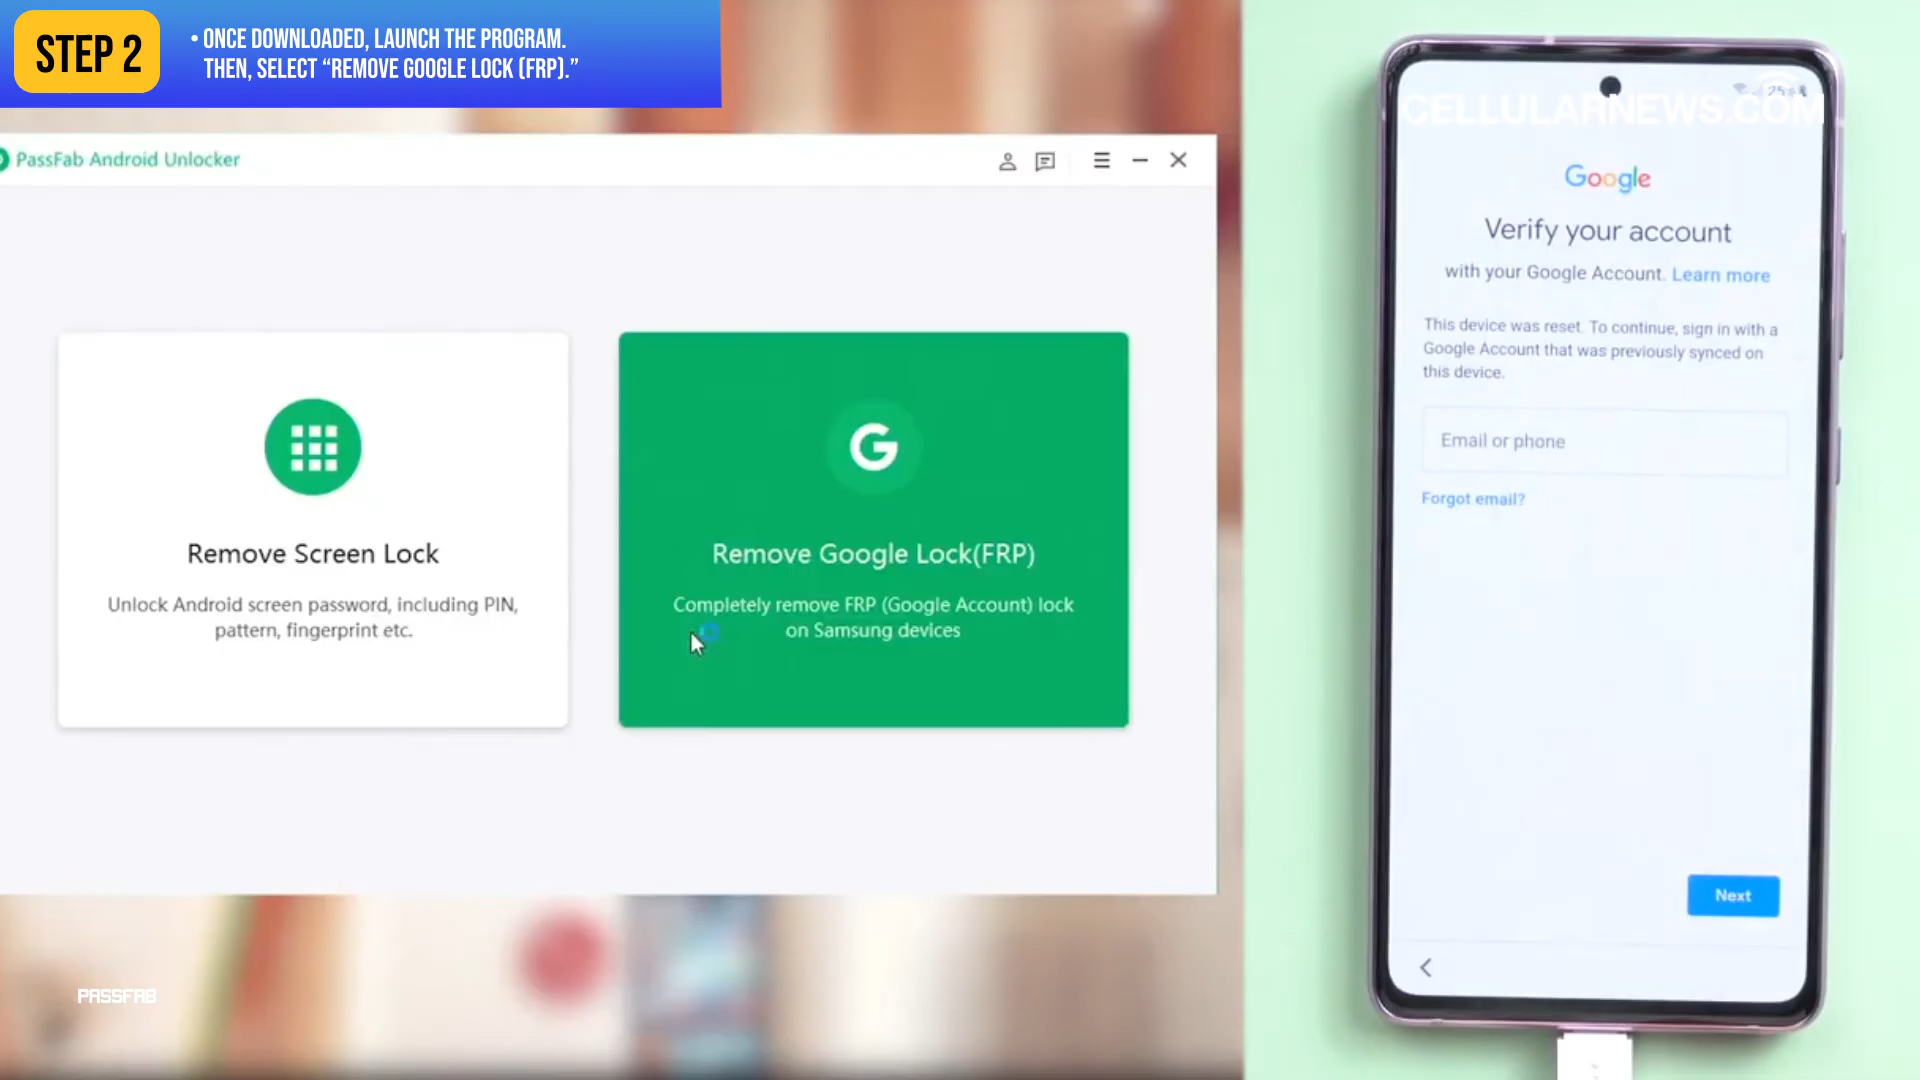 STEP 2
• ONCE DOWNLOADED, LAUNCH THE PROGRAM.
THEN, SELECT “REMOVE GOOGLE LOCK (FRP).”
PassFab Android Unlocker
Remove Screen Lock
Unlock Android screen password, including PIN,
pattern, fingerprint etc.
G
Remove Google Lock(FRP)
Completely remove FRP (Google Account) lock
on Samsung devices
PASSFAB
CELLULARNEWS.COM
Google
Verify your account
with your Google Account. Learn more
This device was reset. To continue, sign in with a
Google Account that was previously synced on
this device.
Email or phone
Forgot email?
Next